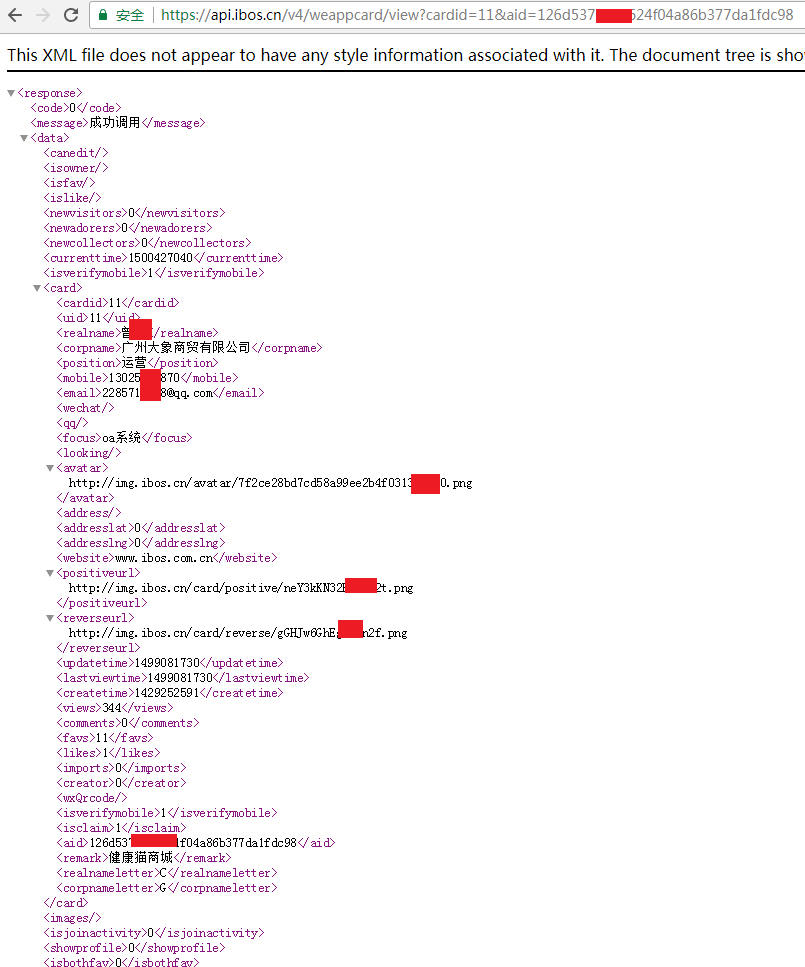 安全 https://api.ibos.cn/v4/weappcard/view?cardid=11&aid=126d537 524f04a86b377da1fdc98
This XML file does not appear to have any style information associated with it. The document tree is sho
<response>
<code>0</code>
<message>成功调用</message>
<data>
<canedit/>
<isowner/>
<isfav/>
<islike/>
<newvisitors>0</newvisitors>
<newadorers>0</newadorers>
<newcollectors>0</newcollectors>
<currenttime>1500427040</currenttime>
<isverifymobile>1</isverifymobile>
<card>
<cardid>11</cardid>
<uid>11</uid>
<realname>曾 </realname>
<corpname>广州大象商贸有限公司</corpname>
<position>运营</position>
<mobile>13025 870</mobile>
<email>228571 8@qq.com</email>
<wechat/>
<qq/>
<focus>oa系统</focus>
<looking/>
<avatar>
http://img.ibos.cn/avatar/7f2ce28bd7cd58a99ee2b4f0313 0.png
</avatar>
<address/>
<addresslat>0</addresslat>
<addresslng>0</addresslng>
<website>www.ibos.com.cn</website>
<positiveurl>
http://img.ibos.cn/card/positive/neY3kKN32 2t.png
</positiveurl>
<reverseurl>
http://img.ibos.cn/card/reverse/gGHJw6GhE n2f.png
</reverseurl>
<updatetime>1499081730</updatetime>
<lastviewtime>1499081730</lastviewtime>
<createtime>1429252591</createtime>
<views>344</views>
<comments>0</comments>
<favs>11</favs>
<likes>1</likes>
<imports>0</imports>
<creator>0</creator>
<wxQrcode/>
<isverifymobile>1</isverifymobile>
<isclaim>1</isclaim>
<aid>126d537 f04a86b377da1fdc98</aid>
<remark>健康猫商城</remark>
<realnameletter>C</realnameletter>
<corpnameletter>G</corpnameletter>
</card>
<images/>
<isjoinactivity>0</isjoinactivity>
<showprofile>0</showprofile>
<isbothfav>0</isbothfav>